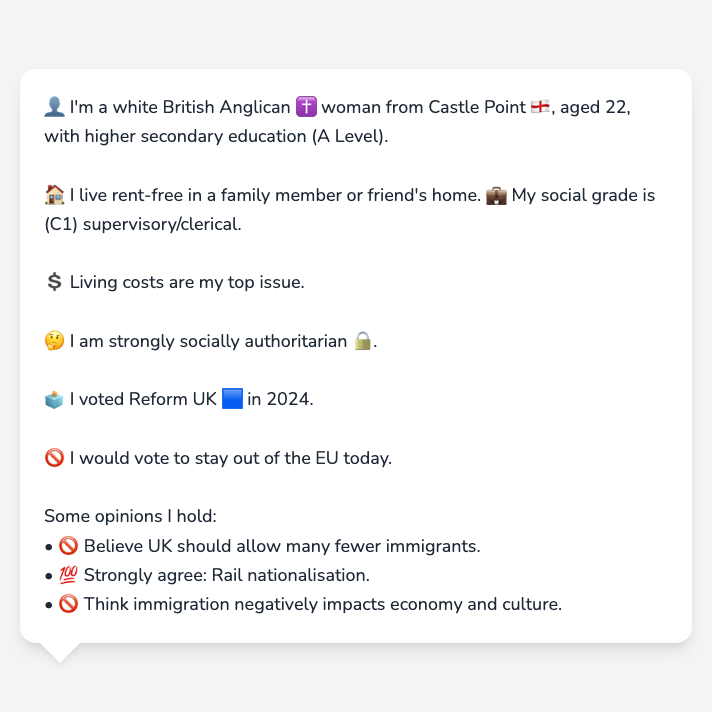 👤 I'm a white British Anglican ✝️ woman from Castle Point 🏴󠁧󠁢󠁥󠁮󠁧󠁿, aged 22,
with higher secondary education (A Level).
🏠 I live rent-free in a family member or friend's home. 💼 My social grade is
(C1) supervisory/clerical.
💲 Living costs are my top issue.
🤔 I am strongly socially authoritarian 🔒.
🗳️ I voted Reform UK 🟦 in 2024.
🚫 I would vote to stay out of the EU today.
Some opinions I hold:
• 🚫 Believe UK should allow many fewer immigrants.
• 💯 Strongly agree: Rail nationalisation.
• 🚫 Think immigration negatively impacts economy and culture.